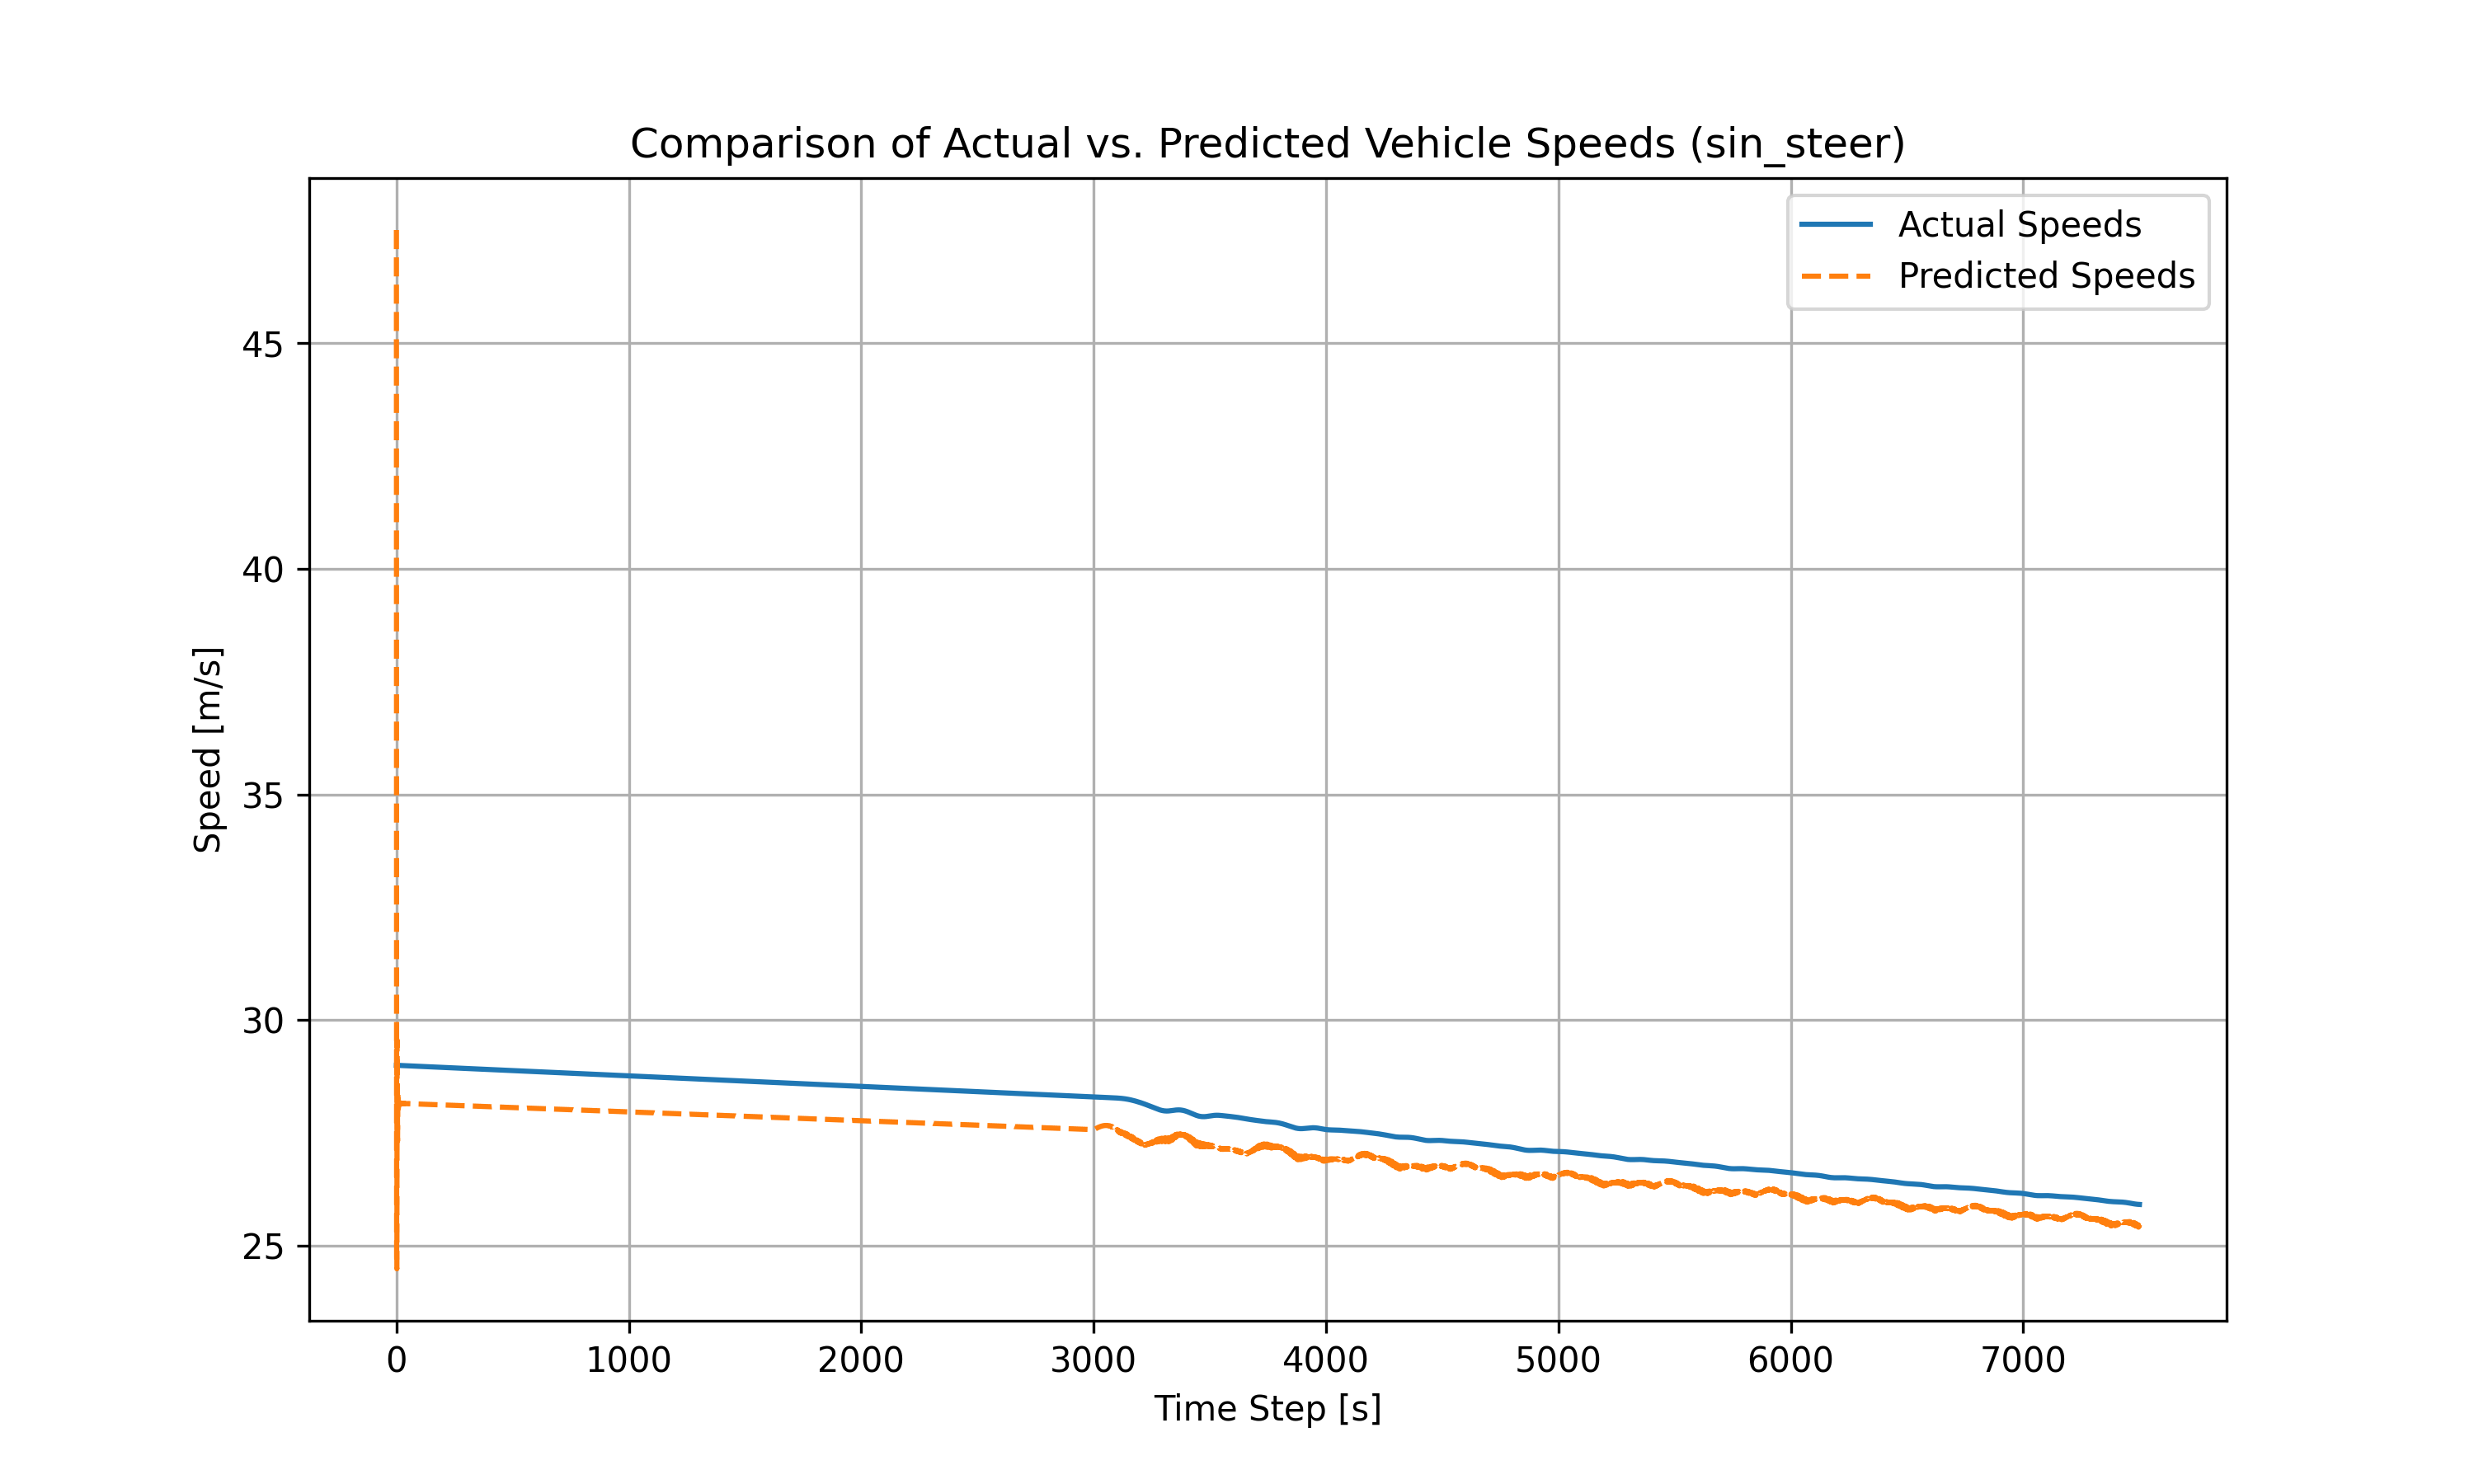 Comparison of Actual vs. Predicted Vehicle Speeds (sin_steer)
Actual Speeds
Predicted Speeds
45
40
35
30
25
Speed [m/s]
0 1000 2000 3000 4000 5000 6000 7000
Time Step [s]